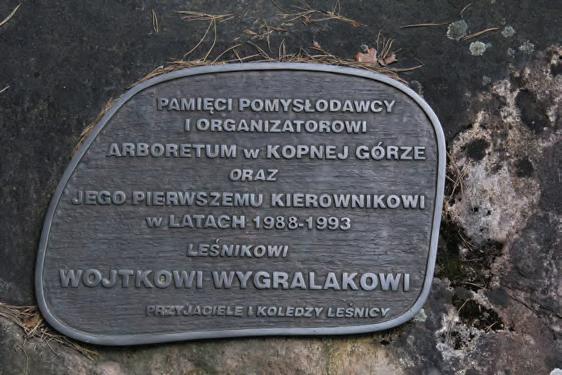 PAMIĘCI POMYSŁODAWCY
I ORGANIZATOROWI
ARBORETUM w KOPNEJ GÓRZE
ORAZ
JEGO PIERWSZEMU KIEROWNIKOWI
w LATACH 1988-1993
LEŚNIKOWI
WOJTKOWI WYGRALAKOWI
PRZYJACIELE I KOLEDZY LEŚNICY